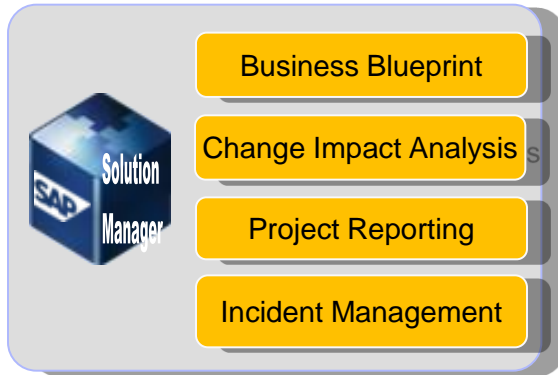 Business Blueprint
Change Impact Analysis
Solution
Manager
SAP
Project Reporting
Incident Management